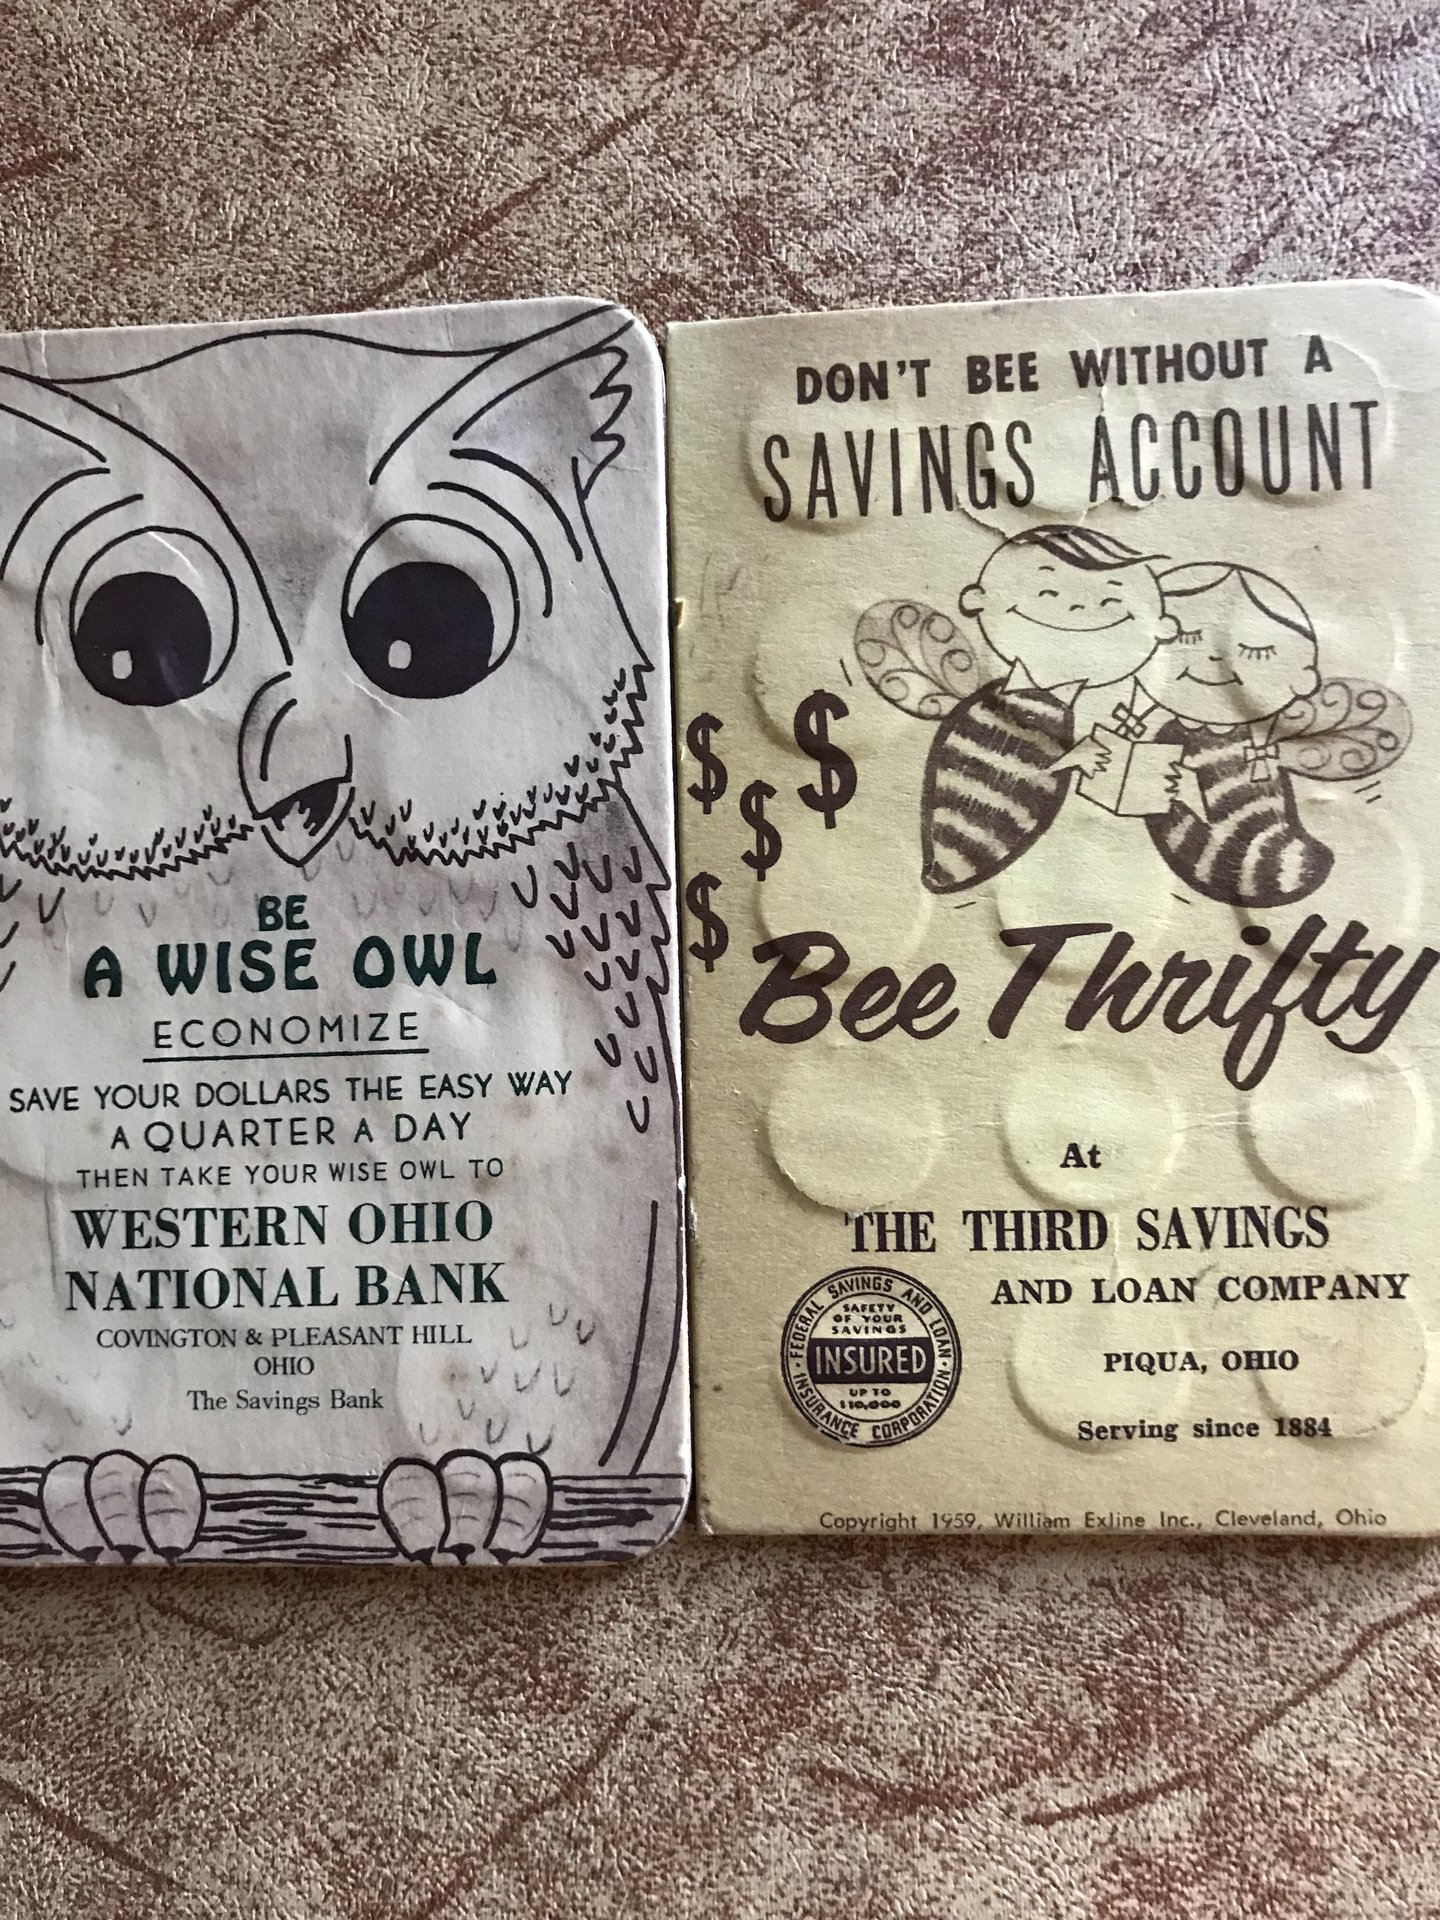 BE
A WISE OWL
ECONOMIZE
SAVE YOUR DOLLARS THE EASY WAY
A QUARTER A DAY
THEN TAKE YOUR WISE OWL TO
WESTERN OHIO
NATIONAL BANK
COVINGTON & PLEASANT HILL
OHIO
The Savings Bank
DON'T BEE WITHOUT A
SAVINGS ACCOUNT
$
$
$
$
Bee Thrifty
At
THE THIRD SAVINGS
AND LOAN COMPANY
PIQUA, OHIO
Serving since 1884
FEDERAL SAVINGS AND LOAN
INSURANCE CORPORATION
SAFETY
OF YOUR
SAVINGS
INSURED
UP TO
$10,000
Copyright 1959, William Exline Inc., Cleveland, Ohio